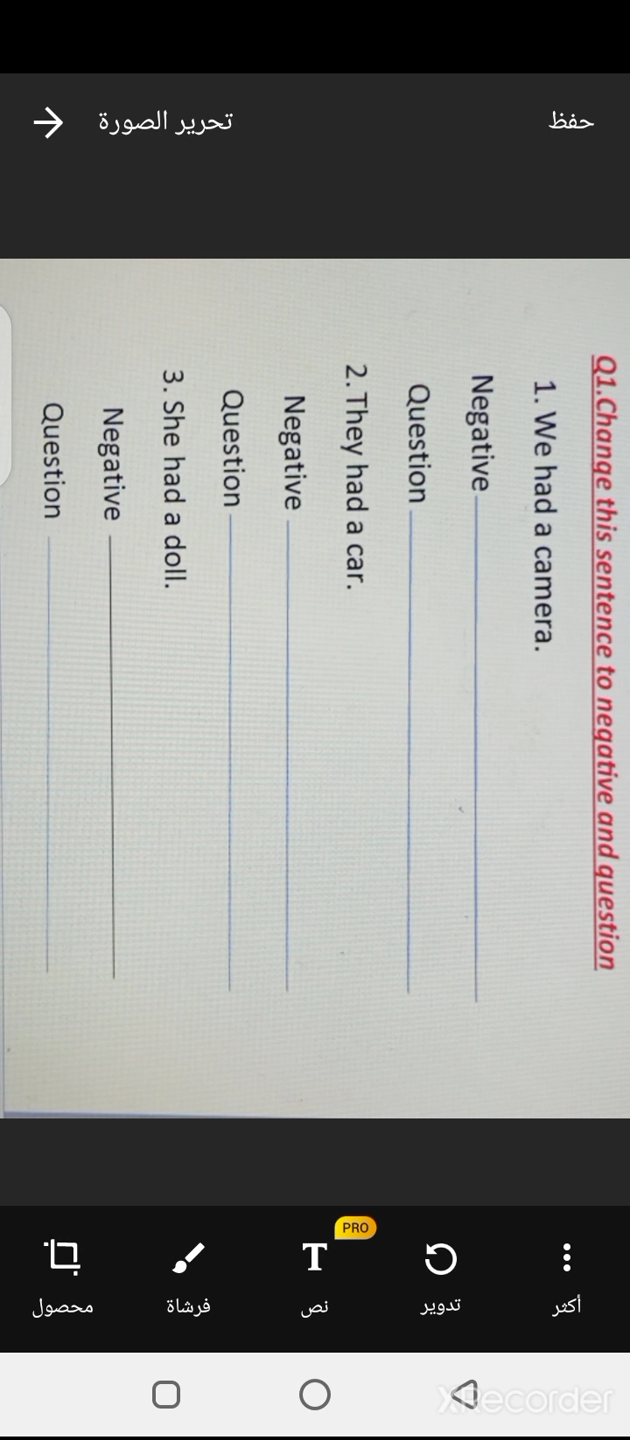 تحرير الصورة
حفظ
Q1.Change this sentence to negative and question
1. We had a camera.
Negative
Question
2. They had a car.
Negative
Question
3. She had a doll.
Negative
Question
PRO
محصول
فرشاة
نص
تدوير
أكثر
XRecorder